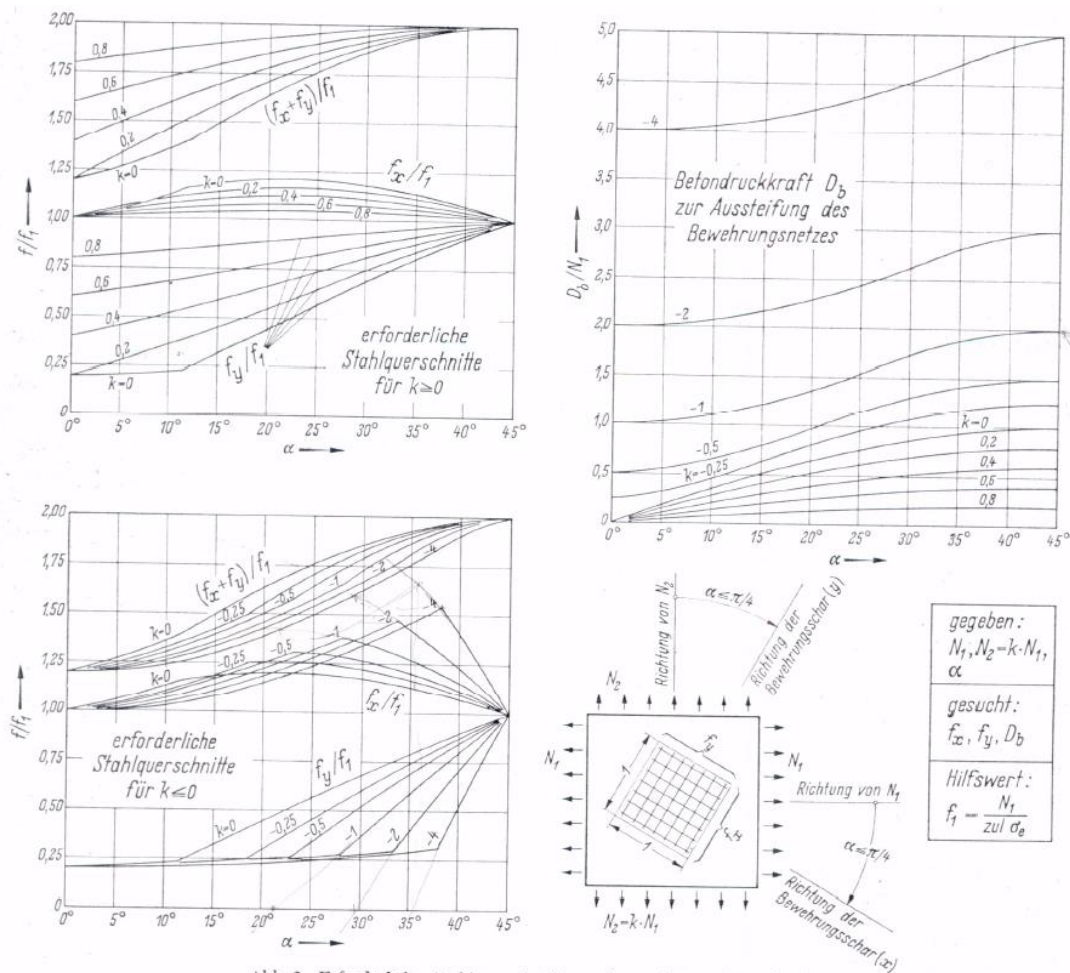 2,00
1,75
1,50
1,25
1,00
0,75
0,50
0,25
0
f/f₁
0,8
0,6
0,4
0,2
k=0
(fx+fy)/f₁
fx/f₁
k=0
0,2
0,4
0,6
0,8
0,8
0,6
0,4
0,2
k=0
fy/f₁
erforderliche
Stahlquerschnitte
für k≥0
0° 5° 10° 15° 20° 25° 30° 35° 40° 45°
α
5,0
4,5
4,0
3,5
3,0
2,5
2,0
1,5
1,0
0,5
0
D_b/N₁
-4
Betondruckkraft D_b
zur Aussteifung des
Bewehrungsnetzes
-2
-1
-0,5
k=-0,25
k=0
0,2
0,4
0,6
0,8
0 5° 10° 15° 20° 25° 30° 35° 40° 45°
α
2,00
1,75
1,50
1,25
1,00
0,75
0,50
0,25
0
f/f₁
(fx+fy)/f₁
k=0
-0,25
-0,5
-1
-2
-4
k=0
-0,25
-0,5
-1
-2
-4
fx/f₁
erforderliche
Stahlquerschnitte
für k≤0
fy/f₁
k=0
-0,25
-0,5
-1
-2
-4
0° 5° 10° 15° 20° 25° 30° 35° 40° 45°
α
Richtung von N₂
α≤π/4
Richtung der
Bewehrungsschar(y)
N₂
N₁
N₁
fy
1
1
fx
N₂=k·N₁
Richtung von N₁
α≤π/4
Richtung der
Bewehrungsschar(x)
gegeben:
N₁, N₂=k·N₁,
α
gesucht:
fx, fy, D_b
Hilfswert:
f₁ = N₁ / zul σe